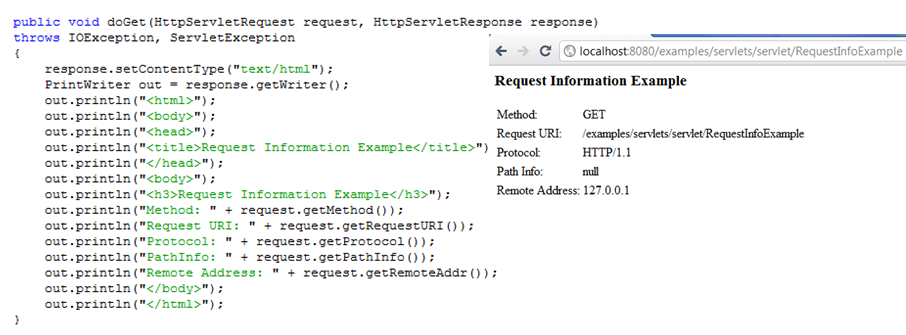 public void doGet(HttpServletRequest request, HttpServletResponse response)
throws IOException, ServletException
{
response.setContentType("text/html");
PrintWriter out = response.getWriter();
out.println("<html>");
out.println("<body>");
out.println("<head>");
out.println("<title>Request Information Example</title>")
out.println("</head>");
out.println("<body>");
out.println("<h3>Request Information Example</h3>");
out.println("Method: " + request.getMethod());
out.println("Request URI: " + request.getRequestURI());
out.println("Protocol: " + request.getProtocol());
out.println("PathInfo: " + request.getPathInfo());
out.println("Remote Address: " + request.getRemoteAddr());
out.println("</body>");
out.println("</html>");
}
localhost:8080/examples/servlets/servlet/RequestInfoExample
Request Information Example
Method: GET
Request URI: /examples/servlets/servlet/RequestInfoExample
Protocol: HTTP/1.1
Path Info: null
Remote Address: 127.0.0.1